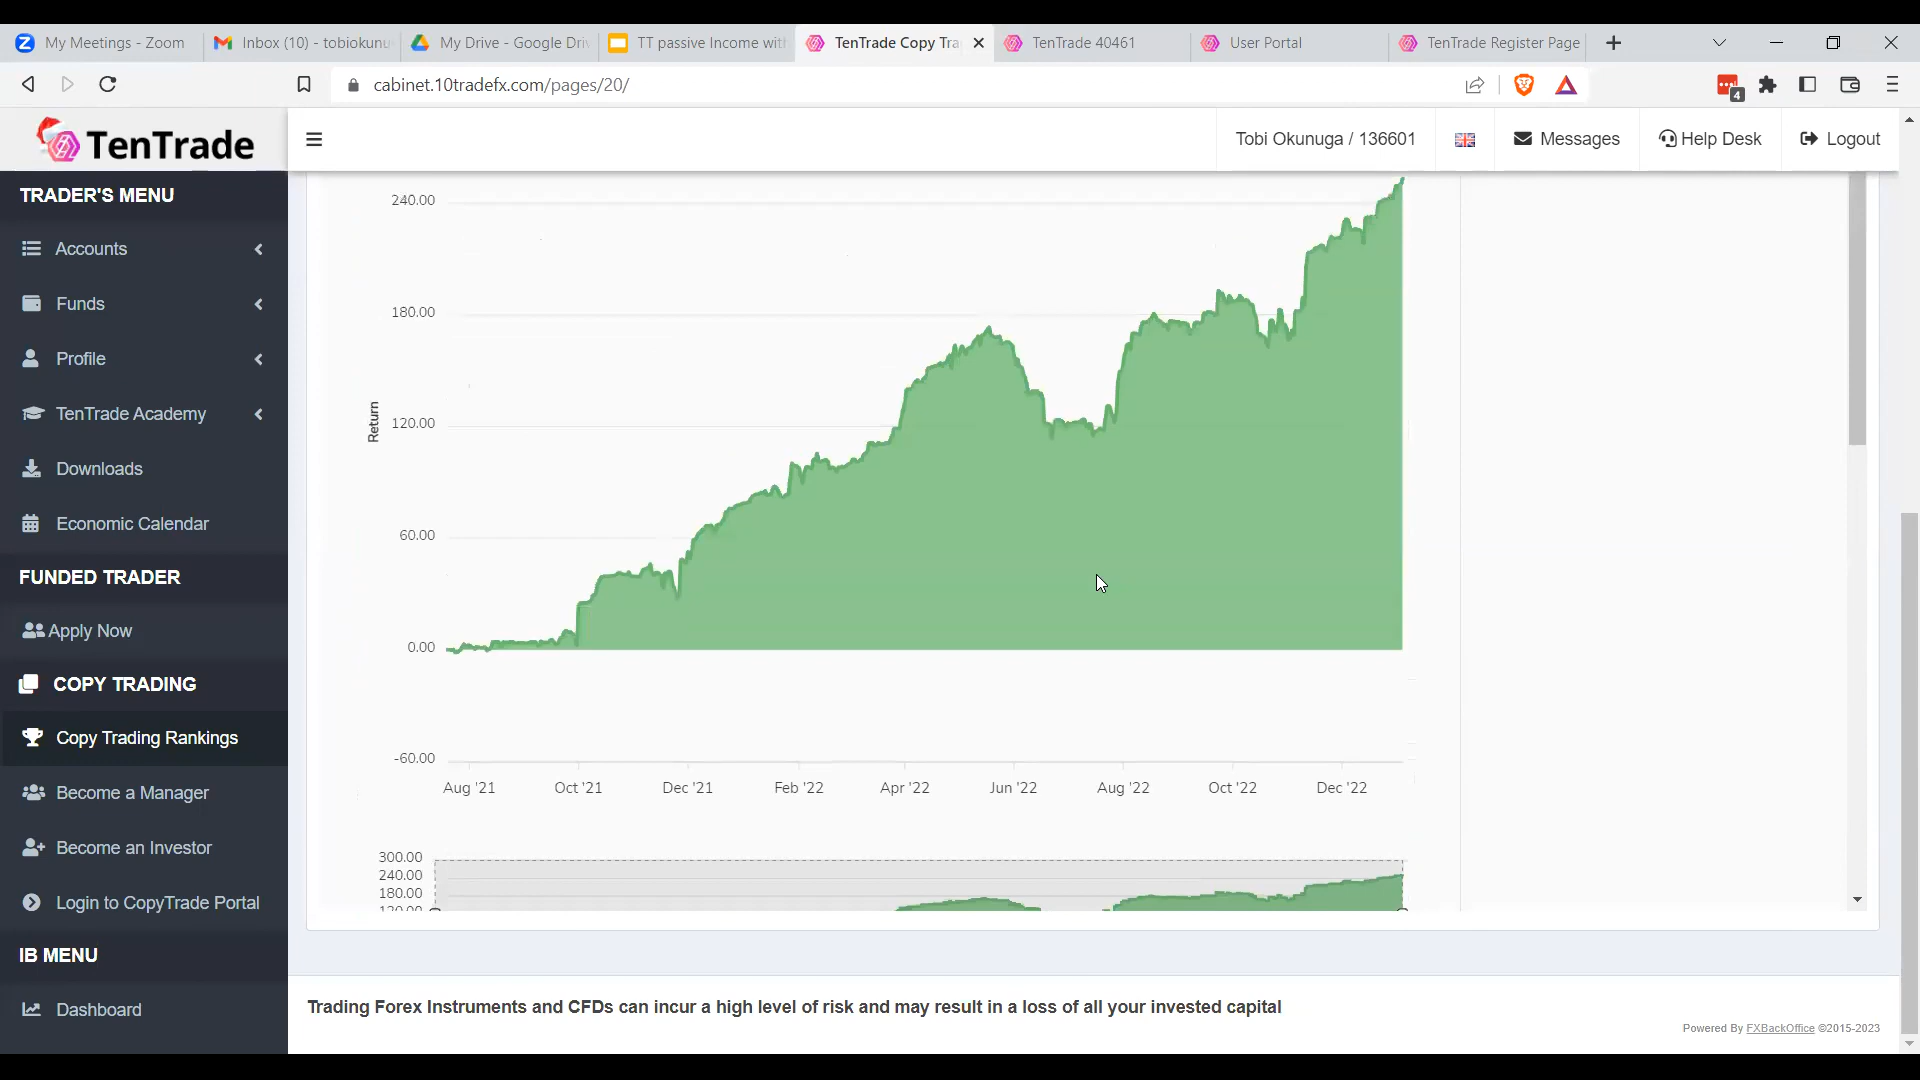 My Meetings - Zoom
Inbox (10) - tobiokunu
My Drive - Google Driv
TT passive Income with
TenTrade Copy Tra
TenTrade 40461
User Portal
TenTrade Register Page
cabinet.10tradefx.com/pages/20/
4
TenTrade
Tobi Okunuga / 136601
Messages
Help Desk
Logout
TRADER'S MENU
Accounts
Funds
Profile
TenTrade Academy
Downloads
Economic Calendar
FUNDED TRADER
Apply Now
COPY TRADING
Copy Trading Rankings
Become a Manager
Become an Investor
Login to CopyTrade Portal
IB MENU
Dashboard
Return
240.00
180.00
120.00
60.00
0.00
-60.00
Aug '21
Oct '21
Dec '21
Feb '22
Apr '22
Jun '22
Aug '22
Oct '22
Dec '22
300.00
240.00
180.00
120.00
Trading Forex Instruments and CFDs can incur a high level of risk and may result in a loss of all your invested capital
Powered By FXBackOffice ©2015-2023